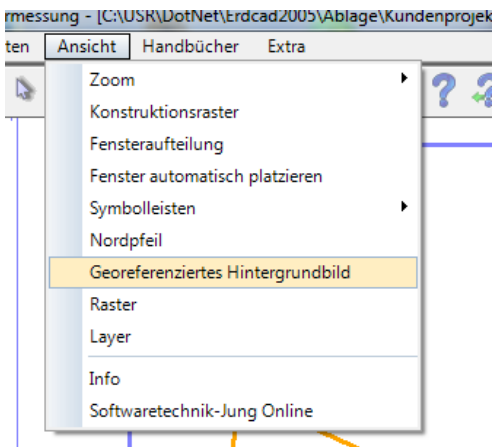 rmessung - [C:\USR\DotNet\Erdcad2005\Ablage\Kundenprojek
ten Ansicht Handbücher Extra
Zoom
Konstruktionsraster
Fensteraufteilung
Fenster automatisch platzieren
Symbolleisten
Nordpfeil
Georeferenziertes Hintergrundbild
Raster
Layer
Info
Softwaretechnik-Jung Online